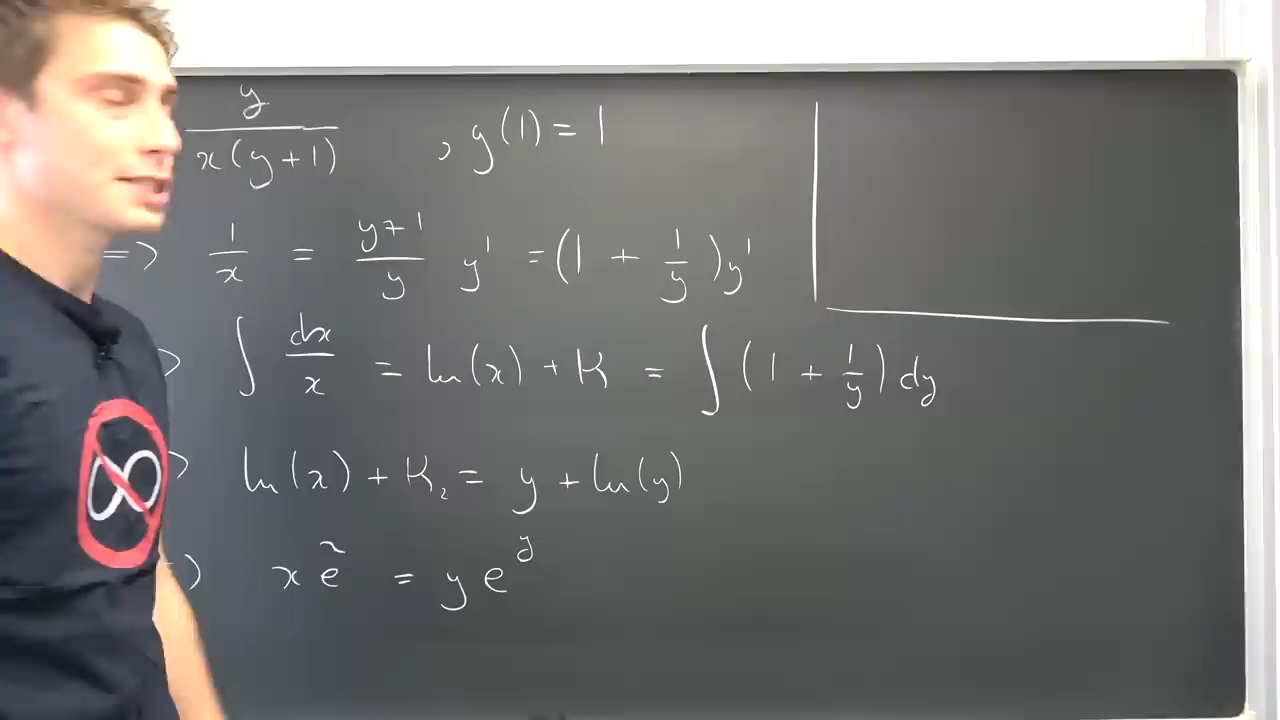 y/(x(y+1)) , y(1) = 1
=> 1/x = (y+1)/y y' = (1 + 1/y)y'
> ∫ dx/x = ln(x) + K = ∫ (1 + 1/y) dy
> ln(x) + K₂ = y + ln(y)
=> x ẽ = y e^y